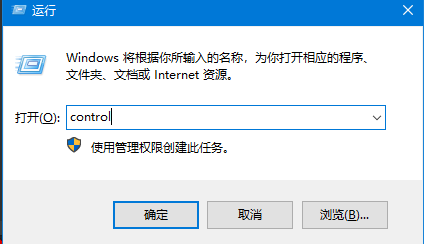 运行
Windows 将根据你所输入的名称，为你打开相应的程序、
文件夹、文档或 Internet 资源。
打开(O): control
使用管理权限创建此任务。
确定 取消 浏览(B)...